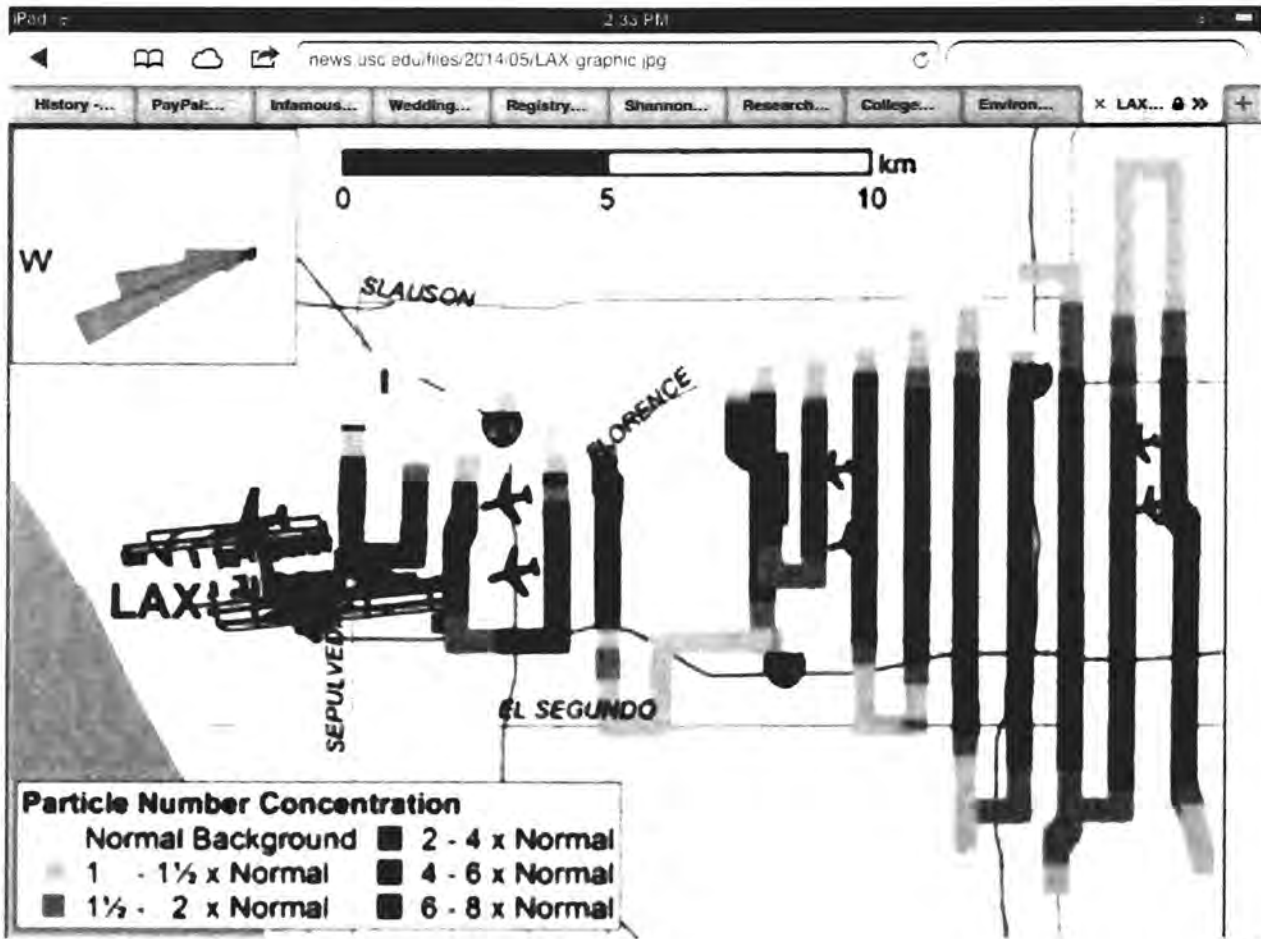 iPad
2:33 PM
news.usc.edu/files/2014/05/LAX-graphic.jpg
History -... PayPal:... Infamous... Wedding... Registry... Shannon... Research... College... Environ... × LAX... +
km
0 5 10
W
SLAUSON
FLORENCE
LAX
SEPULVED
EL SEGUNDO
Particle Number Concentration
Normal Background
1 - 1½ x Normal
1½ - 2 x Normal
2 - 4 x Normal
4 - 6 x Normal
6 - 8 x Normal